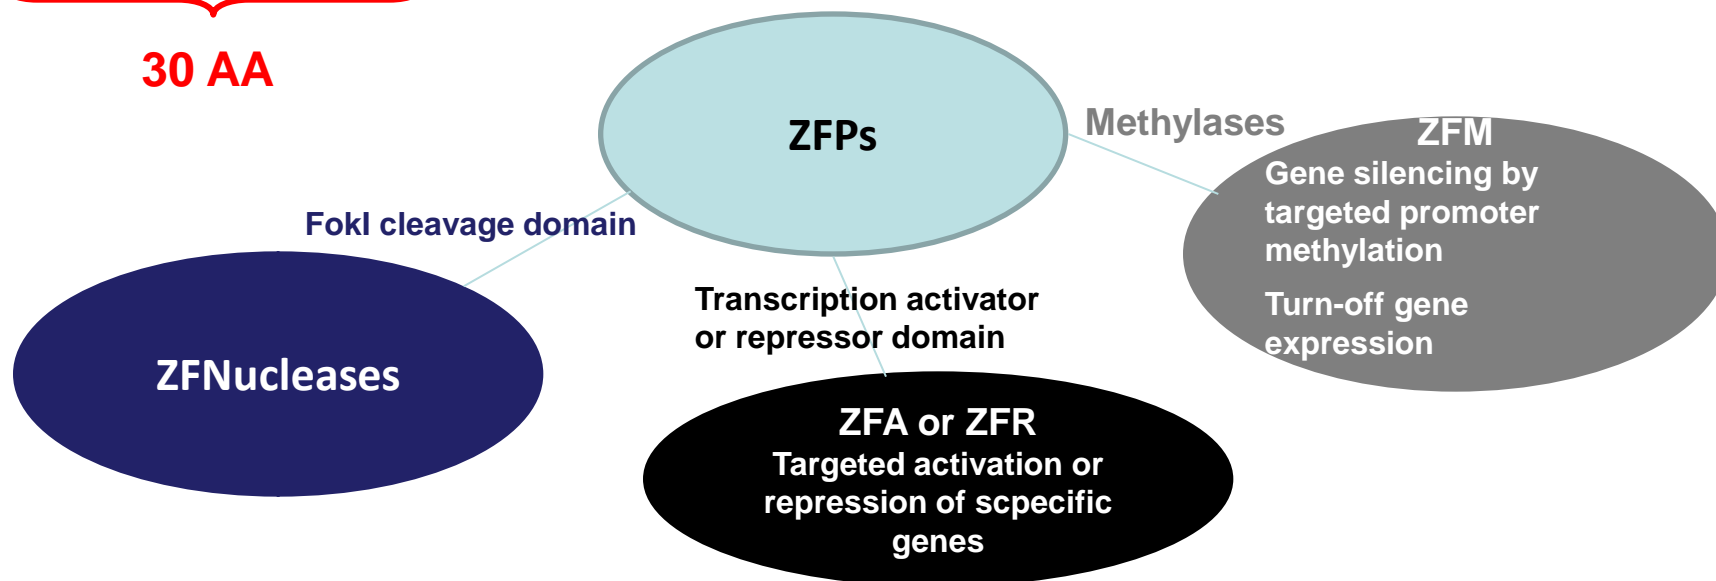 30 AA
ZFPs
Methylases
ZFM
Gene silencing by
targeted promoter
methylation
Turn-off gene
expression
FokI cleavage domain
ZFNucleases
Transcription activator
or repressor domain
ZFA or ZFR
Targeted activation or
repression of scpecific
genes